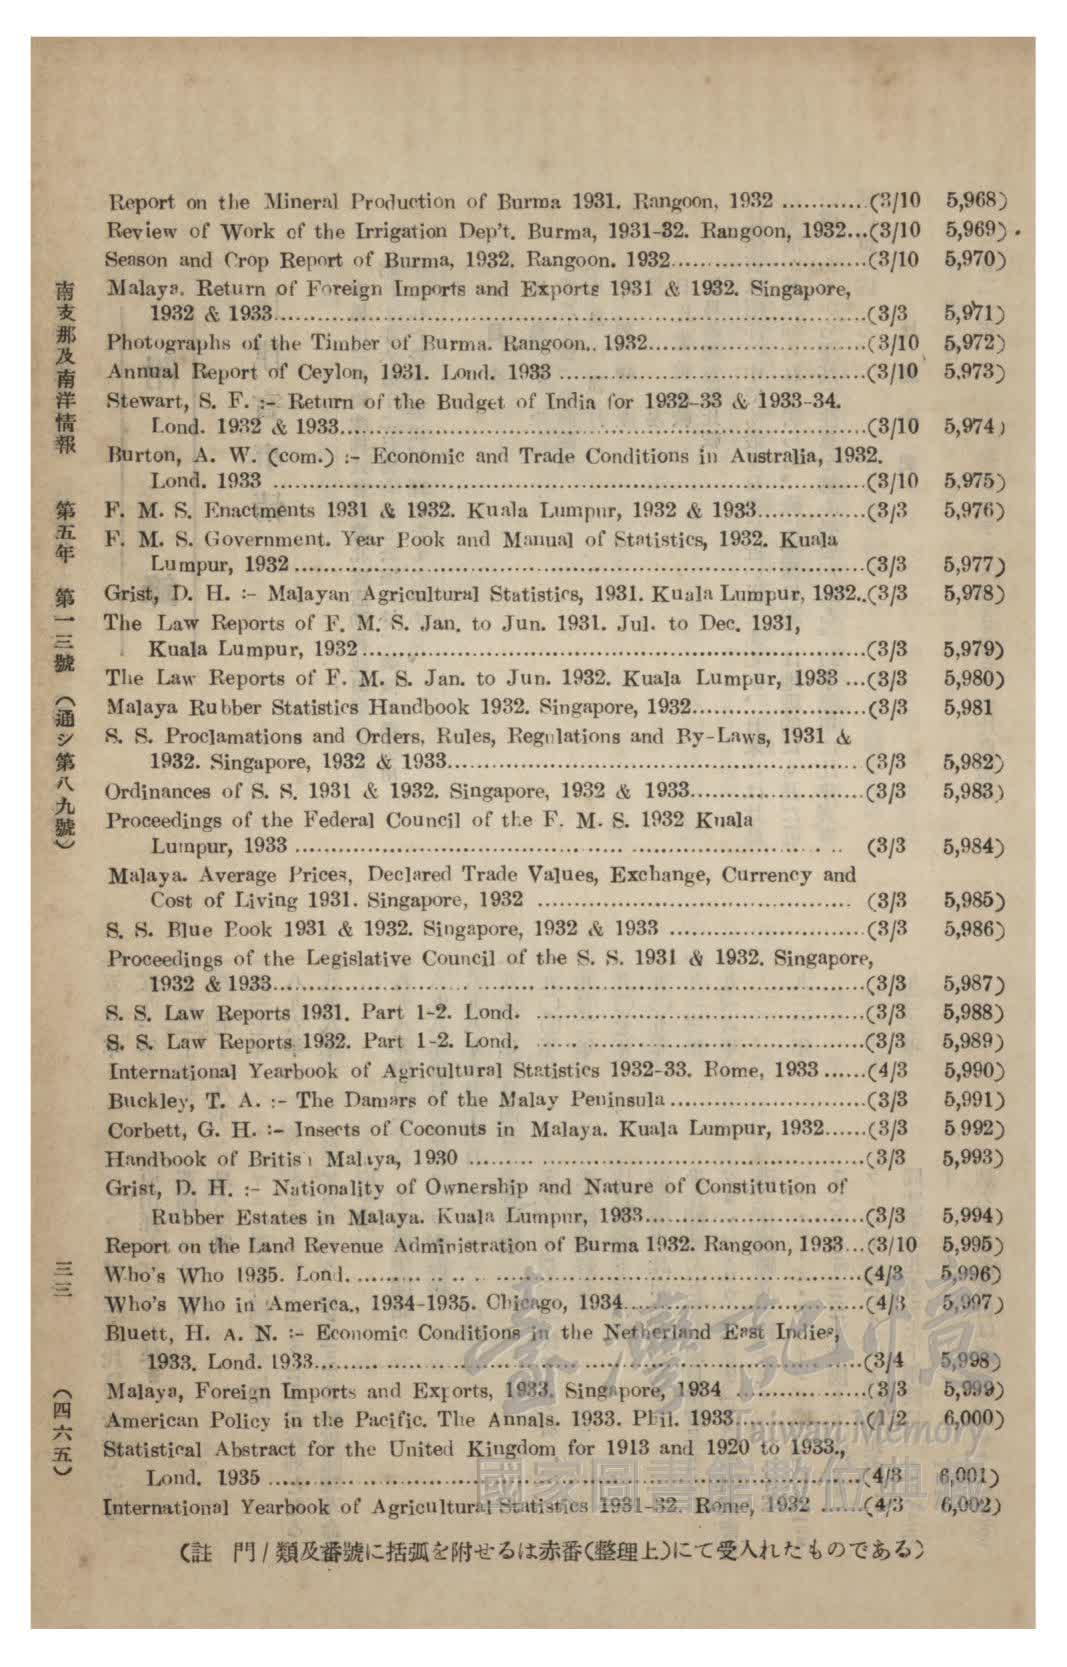 Report on the Mineral Production of Burma 1931. Rangoon, 1932 ............(3/10 5,968)
Review of Work of the Irrigation Dep't. Burma, 1931-32. Rangoon, 1932...(3/10 5,969)
Season and Crop Report of Burma, 1932. Rangoon. 1932............................(3/10 5,970)
Malaya. Return of Foreign Imports and Exports 1931 & 1932. Singapore,
1932 & 1933....................................................................................(3/3 5,971)
Photographs of the Timber of Burma. Rangoon.. 1932...............................(3/10 5,972)
Annual Report of Ceylon, 1931. Lond. 1933 ............................................(3/10 5.973)
Stewart, S. F. :- Return of the Budget of India for 1932-33 & 1933-34.
Lond. 1932 & 1933...........................................................................(3/10 5,974)
Burton, A. W. (com.) :- Economic and Trade Conditions in Australia, 1932.
Lond. 1933 ....................................................................................(3/10 5,975)
F. M. S. Enactments 1931 & 1932. Kuala Lumpur, 1932 & 1933...............(3/3 5,976)
F. M. S. Government. Year Book and Manual of Statistics, 1932. Kuala
Lumpur, 1932.................................................................................(3/3 5,977)
Grist, D. H. :- Malayan Agricultural Statistics, 1931. Kuala Lumpur, 1932..(3/3 5,978)
The Law Reports of F. M. S. Jan. to Jun. 1931. Jul. to Dec. 1931,
Kuala Lumpur, 1932.......................................................................(3/3 5,979)
The Law Reports of F. M. S. Jan. to Jun. 1932. Kuala Lumpur, 1933 ...(3/3 5,980)
Malaya Rubber Statistics Handbook 1932. Singapore, 1932.........................(3/3 5,981
S. S. Proclamations and Orders, Rules, Regulations and By-Laws, 1931 &
1932. Singapore, 1932 & 1933..........................................................(3/3 5,982)
Ordinances of S. S. 1931 & 1932. Singapore, 1932 & 1933.........................(3/3 5,983)
Proceedings of the Federal Council of the F. M. S. 1932 Kuala
Lumpur, 1933 ............................................................................... (3/3 5,984)
Malaya. Average Prices, Declared Trade Values, Exchange, Currency and
Cost of Living 1931. Singapore, 1932 ............................................. (3/3 5,985)
S. S. Blue Book 1931 & 1932. Singapore, 1932 & 1933 ............................(3/3 5,986)
Proceedings of the Legislative Council of the S. S. 1931 & 1932. Singapore,
1932 & 1933....................................................................................(3/3 5,987)
S. S. Law Reports 1931. Part 1-2. Lond. ...............................................(3/3 5,988)
S. S. Law Reports 1932. Part 1-2. Lond. ...............................................(3/3 5,989)
International Yearbook of Agricultural Statistics 1932-33. Rome, 1933......(4/3 5,990)
Buckley, T. A. :- The Damars of the Malay Peninsula............................(3/3 5,991)
Corbett, G. H. :- Insects of Coconuts in Malaya. Kuala Lumpur, 1932......(3/3 5 992)
Handbook of British Malaya, 1930 .........................................................(3/3 5,993)
Grist, D. H. :- Nationality of Ownership and Nature of Constitution of
Rubber Estates in Malaya. Kuala Lumpur, 1933...............................(3/3 5,994)
Report on the Land Revenue Administration of Burma 1932. Rangoon, 1933...(3/10 5,995)
Who's Who 1935. Lond. ........................................................................(4/3 5,996)
Who's Who in America., 1934-1935. Chicago, 1934..................................(4/3 5,997)
Bluett, H. A. N. :- Economic Conditions in the Netherland East Indies,
1933. Lond. 1933..............................................................................(3/4 5,998)
Malaya, Foreign Imports and Exports, 1933. Singapore, 1934 ..................(3/3 5,999)
American Policy in the Pacific. The Annals. 1933. Phil. 1933...................(1/2 6,000)
Statistical Abstract for the United Kingdom for 1913 and 1920 to 1933.,
Lond. 1935 .....................................................................................(4/3 6,001)
International Yearbook of Agricultural Statistics 1931-32. Rome, 1932 ......(4/3 6,002)
(註 門/類及番號に括弧を附せるは赤番(整理上)にて受入れたものである)
南支那及南洋情報 第五年 第一三號 (通シ第八九號)
三三
(四六五)
臺灣記憶
Taiwan Memory
國家圖書館數位典藏